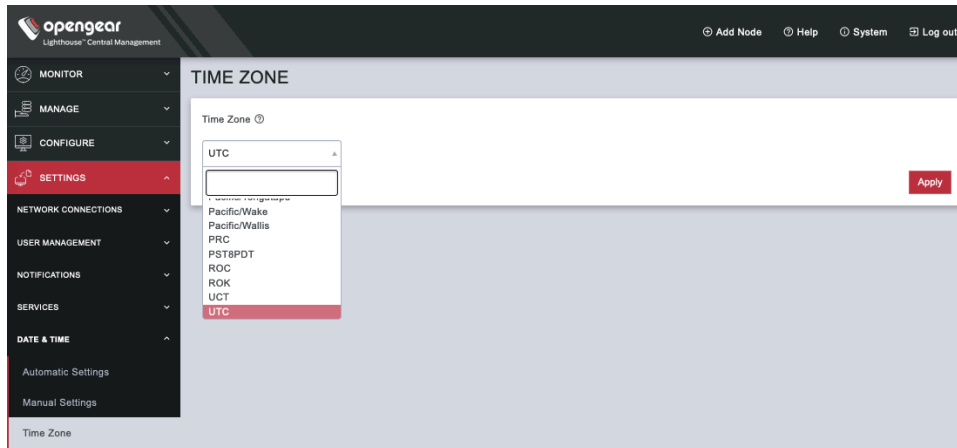 opengear
Lighthouse™ Central Management
Add Node Help System Log out
MONITOR
MANAGE
CONFIGURE
SETTINGS
NETWORK CONNECTIONS
USER MANAGEMENT
NOTIFICATIONS
SERVICES
DATE & TIME
Automatic Settings
Manual Settings
Time Zone
TIME ZONE
Time Zone
UTC
Pacific/Wake
Pacific/Wallis
PRC
PST8PDT
ROC
ROK
UCT
UTC
Apply